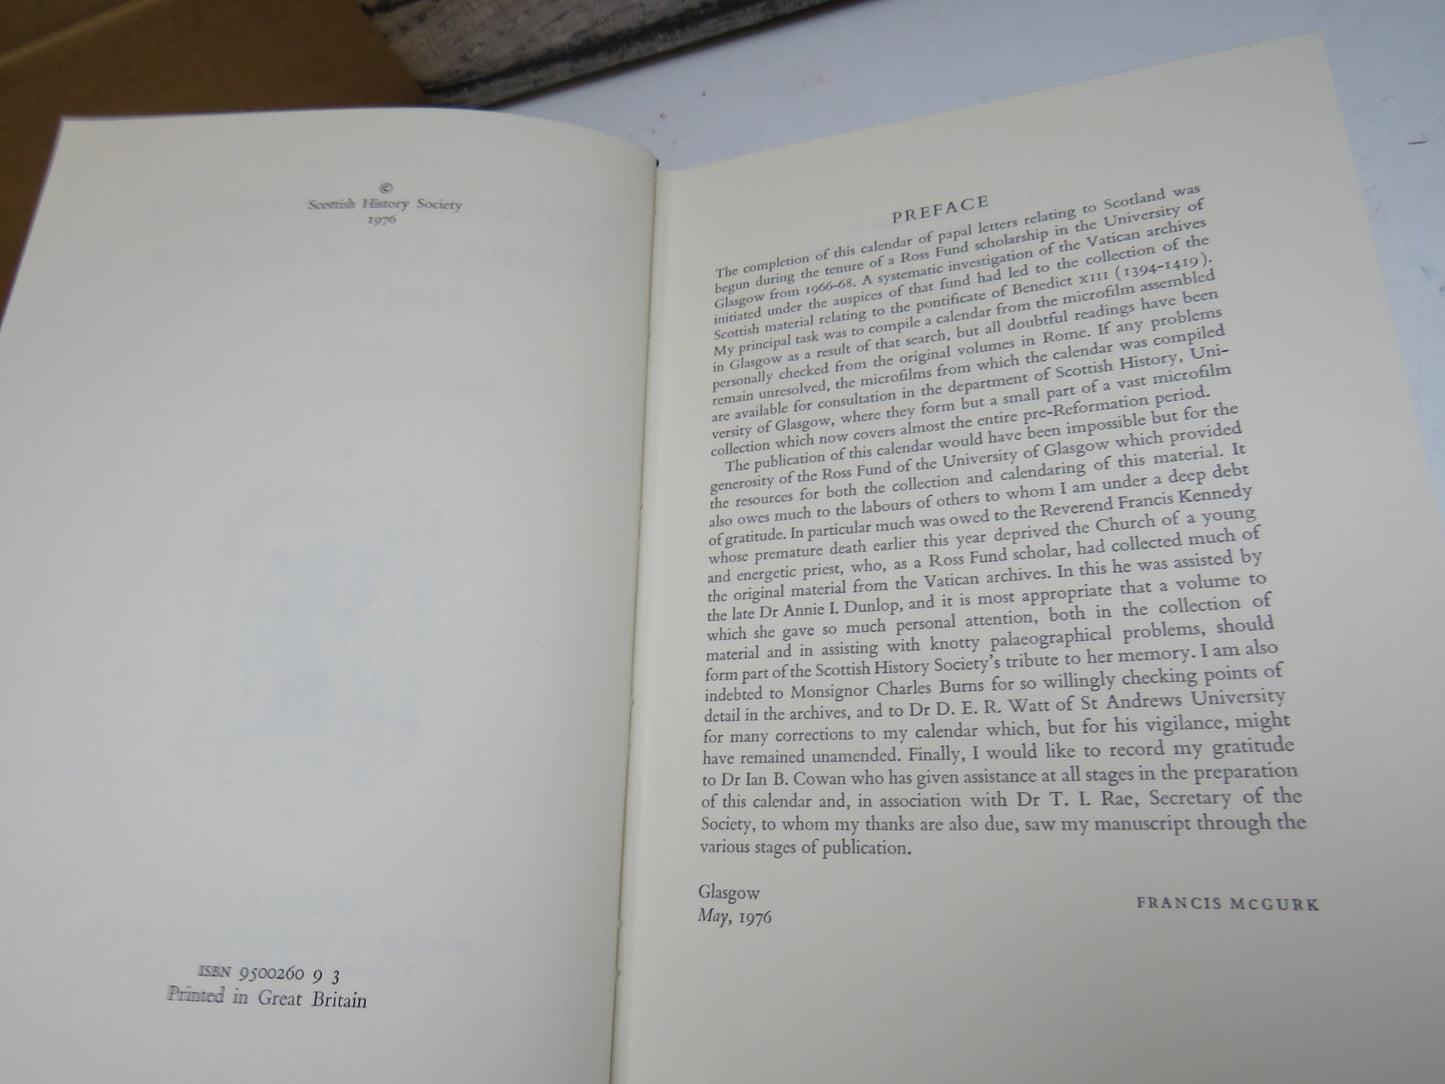 ©
Scottish History Society
1976
ISBN 9500260 9 3
Printed in Great Britain
PREFACE
The completion of this calendar of papal letters relating to Scotland was
begun during the tenure of a Ross Fund scholarship in the University of
Glasgow from 1966-68. A systematic investigation of the Vatican archives
initiated under the auspices of that fund had led to the collection of the
Scottish material relating to the pontificate of Benedict XIII (1394-1419).
My principal task was to compile a calendar from the microfilm assembled
in Glasgow as a result of that search, but all doubtful readings have been
personally checked from the original volumes in Rome. If any problems
remain unresolved, the microfilms from which the calendar was compiled
are available for consultation in the department of Scottish History, Uni-
versity of Glasgow, where they form but a small part of a vast microfilm
collection which now covers almost the entire pre-Reformation period.
The publication of this calendar would have been impossible but for the
generosity of the Ross Fund of the University of Glasgow which provided
the resources for both the collection and calendaring of this material. It
also owes much to the labours of others to whom I am under a deep debt
of gratitude. In particular much was owed to the Reverend Francis Kennedy
whose premature death earlier this year deprived the Church of a young
and energetic priest, who, as a Ross Fund scholar, had collected much of
the original material from the Vatican archives. In this he was assisted by
the late Dr Annie I. Dunlop, and it is most appropriate that a volume to
which she gave so much personal attention, both in the collection of
material and in assisting with knotty palaeographical problems, should
form part of the Scottish History Society's tribute to her memory. I am also
indebted to Monsignor Charles Burns for so willingly checking points of
detail in the archives, and to Dr D. E. R. Watt of St Andrews University
for many corrections to my calendar which, but for his vigilance, might
have remained unamended. Finally, I would like to record my gratitude
to Dr Ian B. Cowan who has given assistance at all stages in the preparation
of this calendar and, in association with Dr T. I. Rae, Secretary of the
Society, to whom my thanks are also due, saw my manuscript through the
various stages of publication.
Glasgow
May, 1976
FRANCIS MCGURK